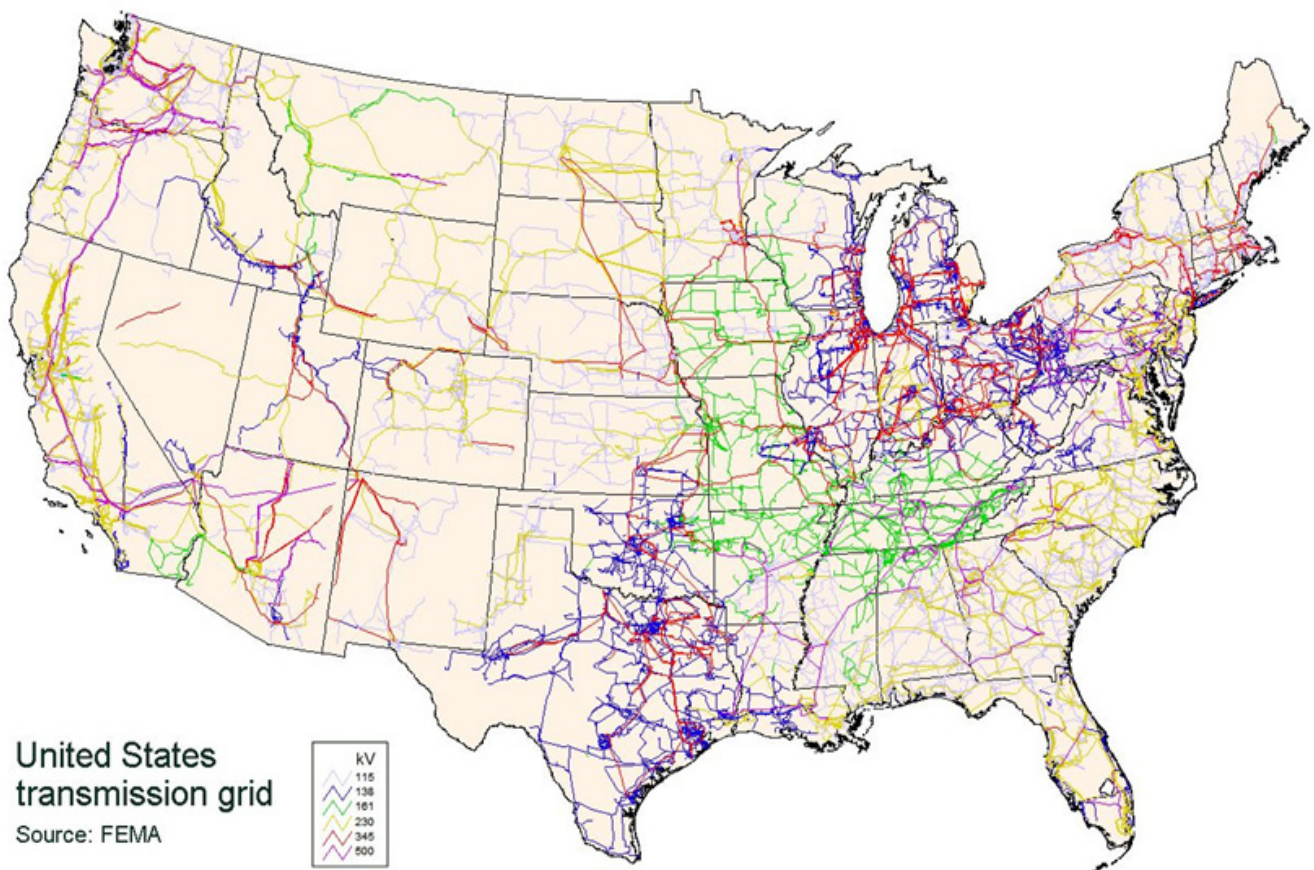 United States
transmission grid
Source: FEMA
kV
115
138
161
230
345
500